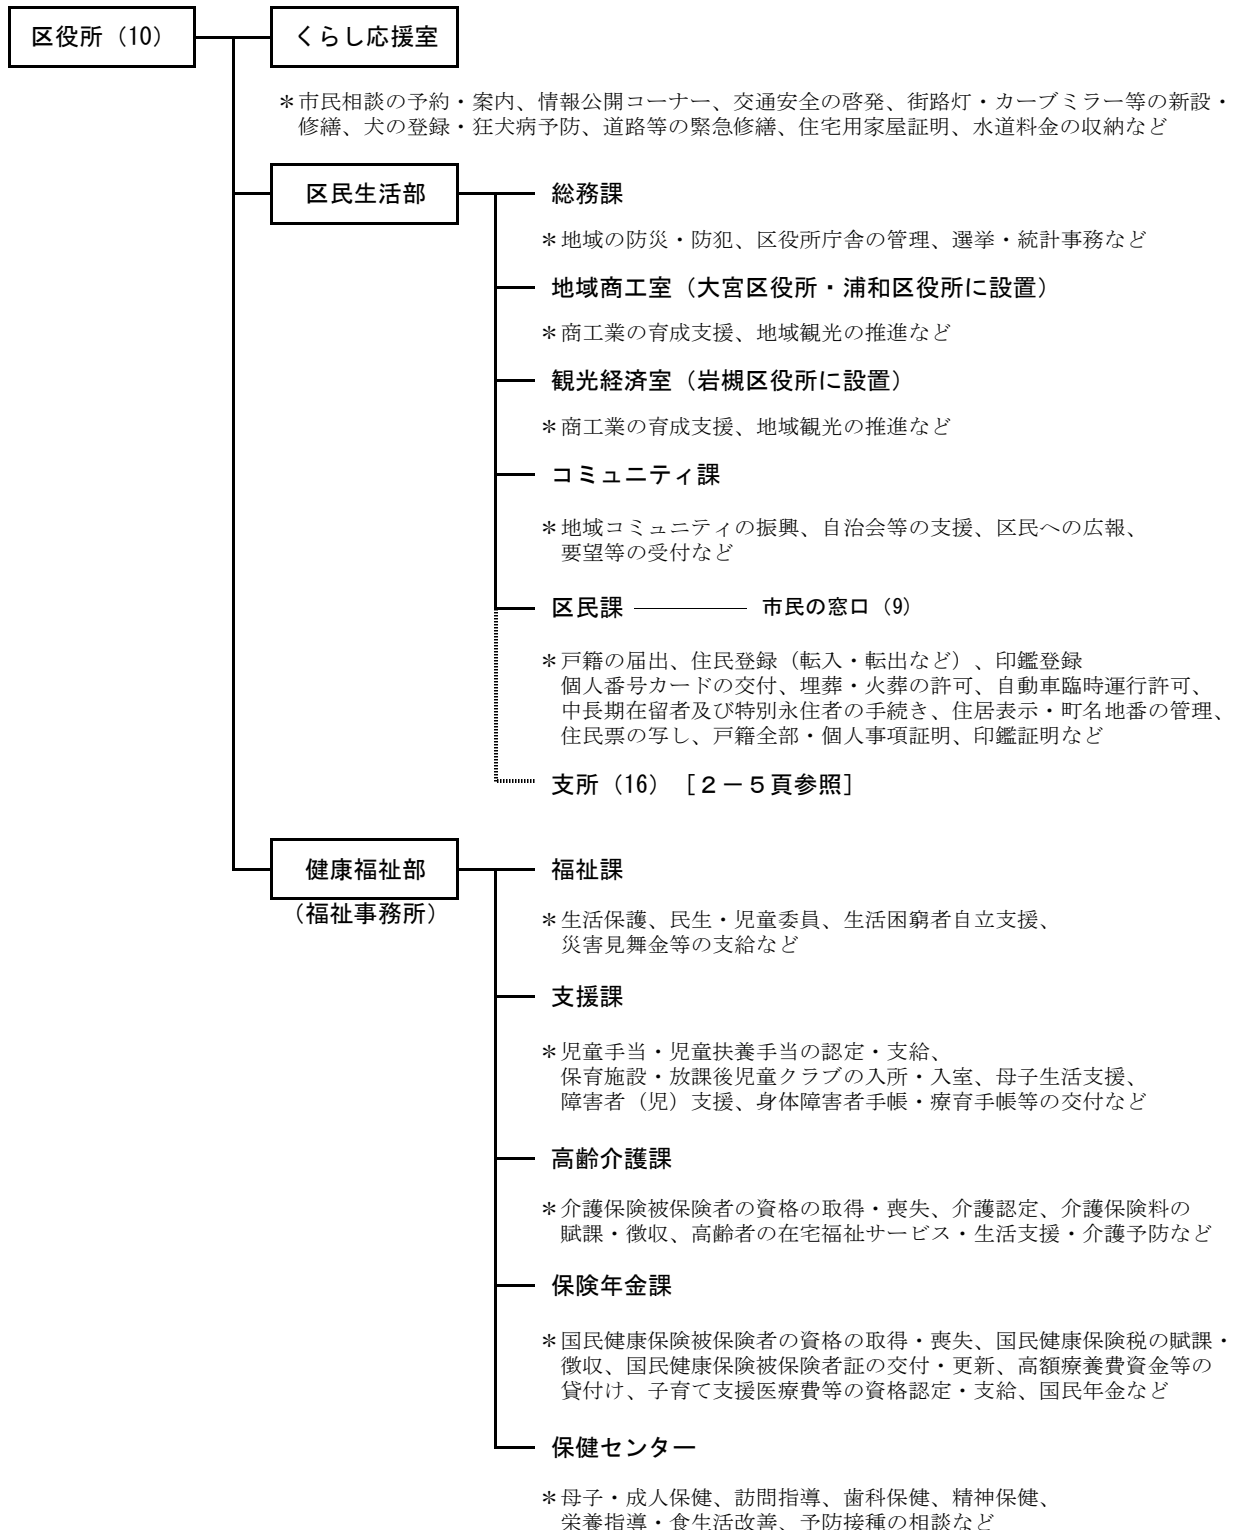 区役所（10）
くらし応援室
＊市民相談の予約・案内、情報公開コーナー、交通安全の啓発、街路灯・カーブミラー等の新設・
修繕、犬の登録・狂犬病予防、道路等の緊急修繕、住宅用家屋証明、水道料金の収納など
区民生活部
総務課
＊地域の防災・防犯、区役所庁舎の管理、選挙・統計事務など
地域商工室（大宮区役所・浦和区役所に設置）
＊商工業の育成支援、地域観光の推進など
観光経済室（岩槻区役所に設置）
＊商工業の育成支援、地域観光の推進など
コミュニティ課
＊地域コミュニティの振興、自治会等の支援、区民への広報、
要望等の受付など
区民課
市民の窓口（9）
＊戸籍の届出、住民登録（転入・転出など）、印鑑登録
個人番号カードの交付、埋葬・火葬の許可、自動車臨時運行許可、
中長期在留者及び特別永住者の手続き、住居表示・町名地番の管理、
住民票の写し、戸籍全部・個人事項証明、印鑑証明など
支所（16）［２－５頁参照］
健康福祉部
（福祉事務所）
福祉課
＊生活保護、民生・児童委員、生活困窮者自立支援、
災害見舞金等の支給など
支援課
＊児童手当・児童扶養手当の認定・支給、
保育施設・放課後児童クラブの入所・入室、母子生活支援、
障害者（児）支援、身体障害者手帳・療育手帳等の交付など
高齢介護課
＊介護保険被保険者の資格の取得・喪失、介護認定、介護保険料の
賦課・徴収、高齢者の在宅福祉サービス・生活支援・介護予防など
保険年金課
＊国民健康保険被保険者の資格の取得・喪失、国民健康保険税の賦課・
徴収、国民健康保険被保険者証の交付・更新、高額療養費資金等の
貸付け、子育て支援医療費等の資格認定・支給、国民年金など
保健センター
＊母子・成人保健、訪問指導、歯科保健、精神保健、
栄養指導・食生活改善、予防接種の相談など